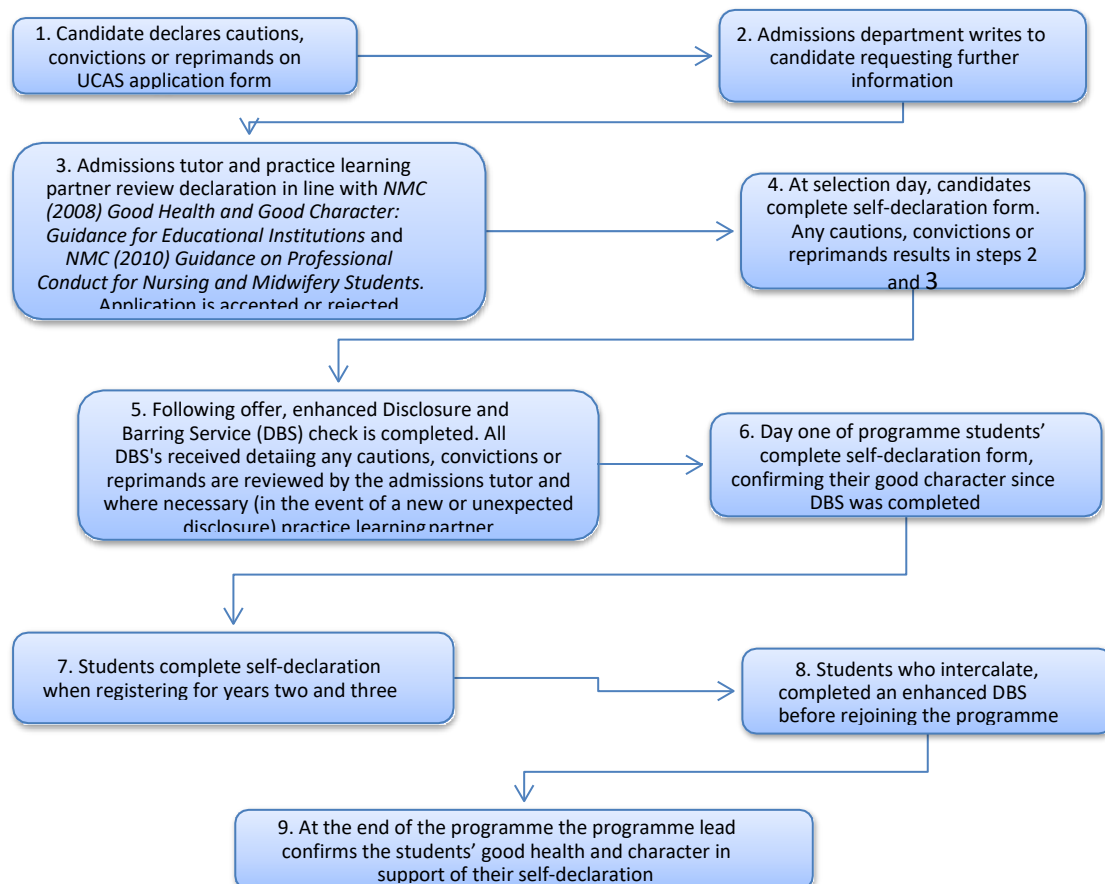 1. Candidate declares cautions,
convictions or reprimands on
UCAS application form
2. Admissions department writes to
candidate requesting further
information
3. Admissions tutor and practice learning
partner review declaration in line with NMC
(2008) Good Health and Good Character:
Guidance for Educational Institutions and
NMC (2010) Guidance on Professional
Conduct for Nursing and Midwifery Students.
Application is accepted or rejected
4. At selection day, candidates
complete self-declaration form.
Any cautions, convictions or
reprimands results in steps 2
and 3
5. Following offer, enhanced Disclosure and
Barring Service (DBS) check is completed. All
DBS's received detaiing any cautions, convictions or
reprimands are reviewed by the admissions tutor and
where necessary (in the event of a new or unexpected
disclosure) practice learning partner
6. Day one of programme students’
complete self-declaration form,
confirming their good character since
DBS was completed
7. Students complete self-declaration
when registering for years two and three
8. Students who intercalate,
completed an enhanced DBS
before rejoining the programme
9. At the end of the programme the programme lead
confirms the students’ good health and character in
support of their self-declaration